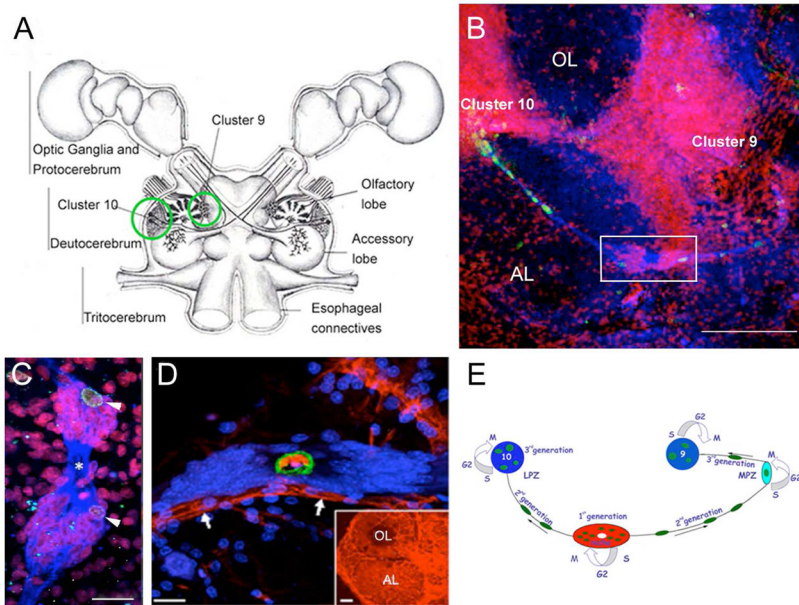 A
Cluster 9
Optic Ganglia and
Protocerebrum
Cluster 10
Deutocerebrum
Tritocerebrum
Olfactory
lobe
Accessory
lobe
Esophageal
connectives
B
OL
Cluster 10
Cluster 9
AL
C
*
D
OL
AL
E
G2
M
S
10
3rd generation
LPZ
2nd generation
1st generation
M
S
G2
2nd generation
G2
S
M
9
3rd generation
MPZ
M
G2
S